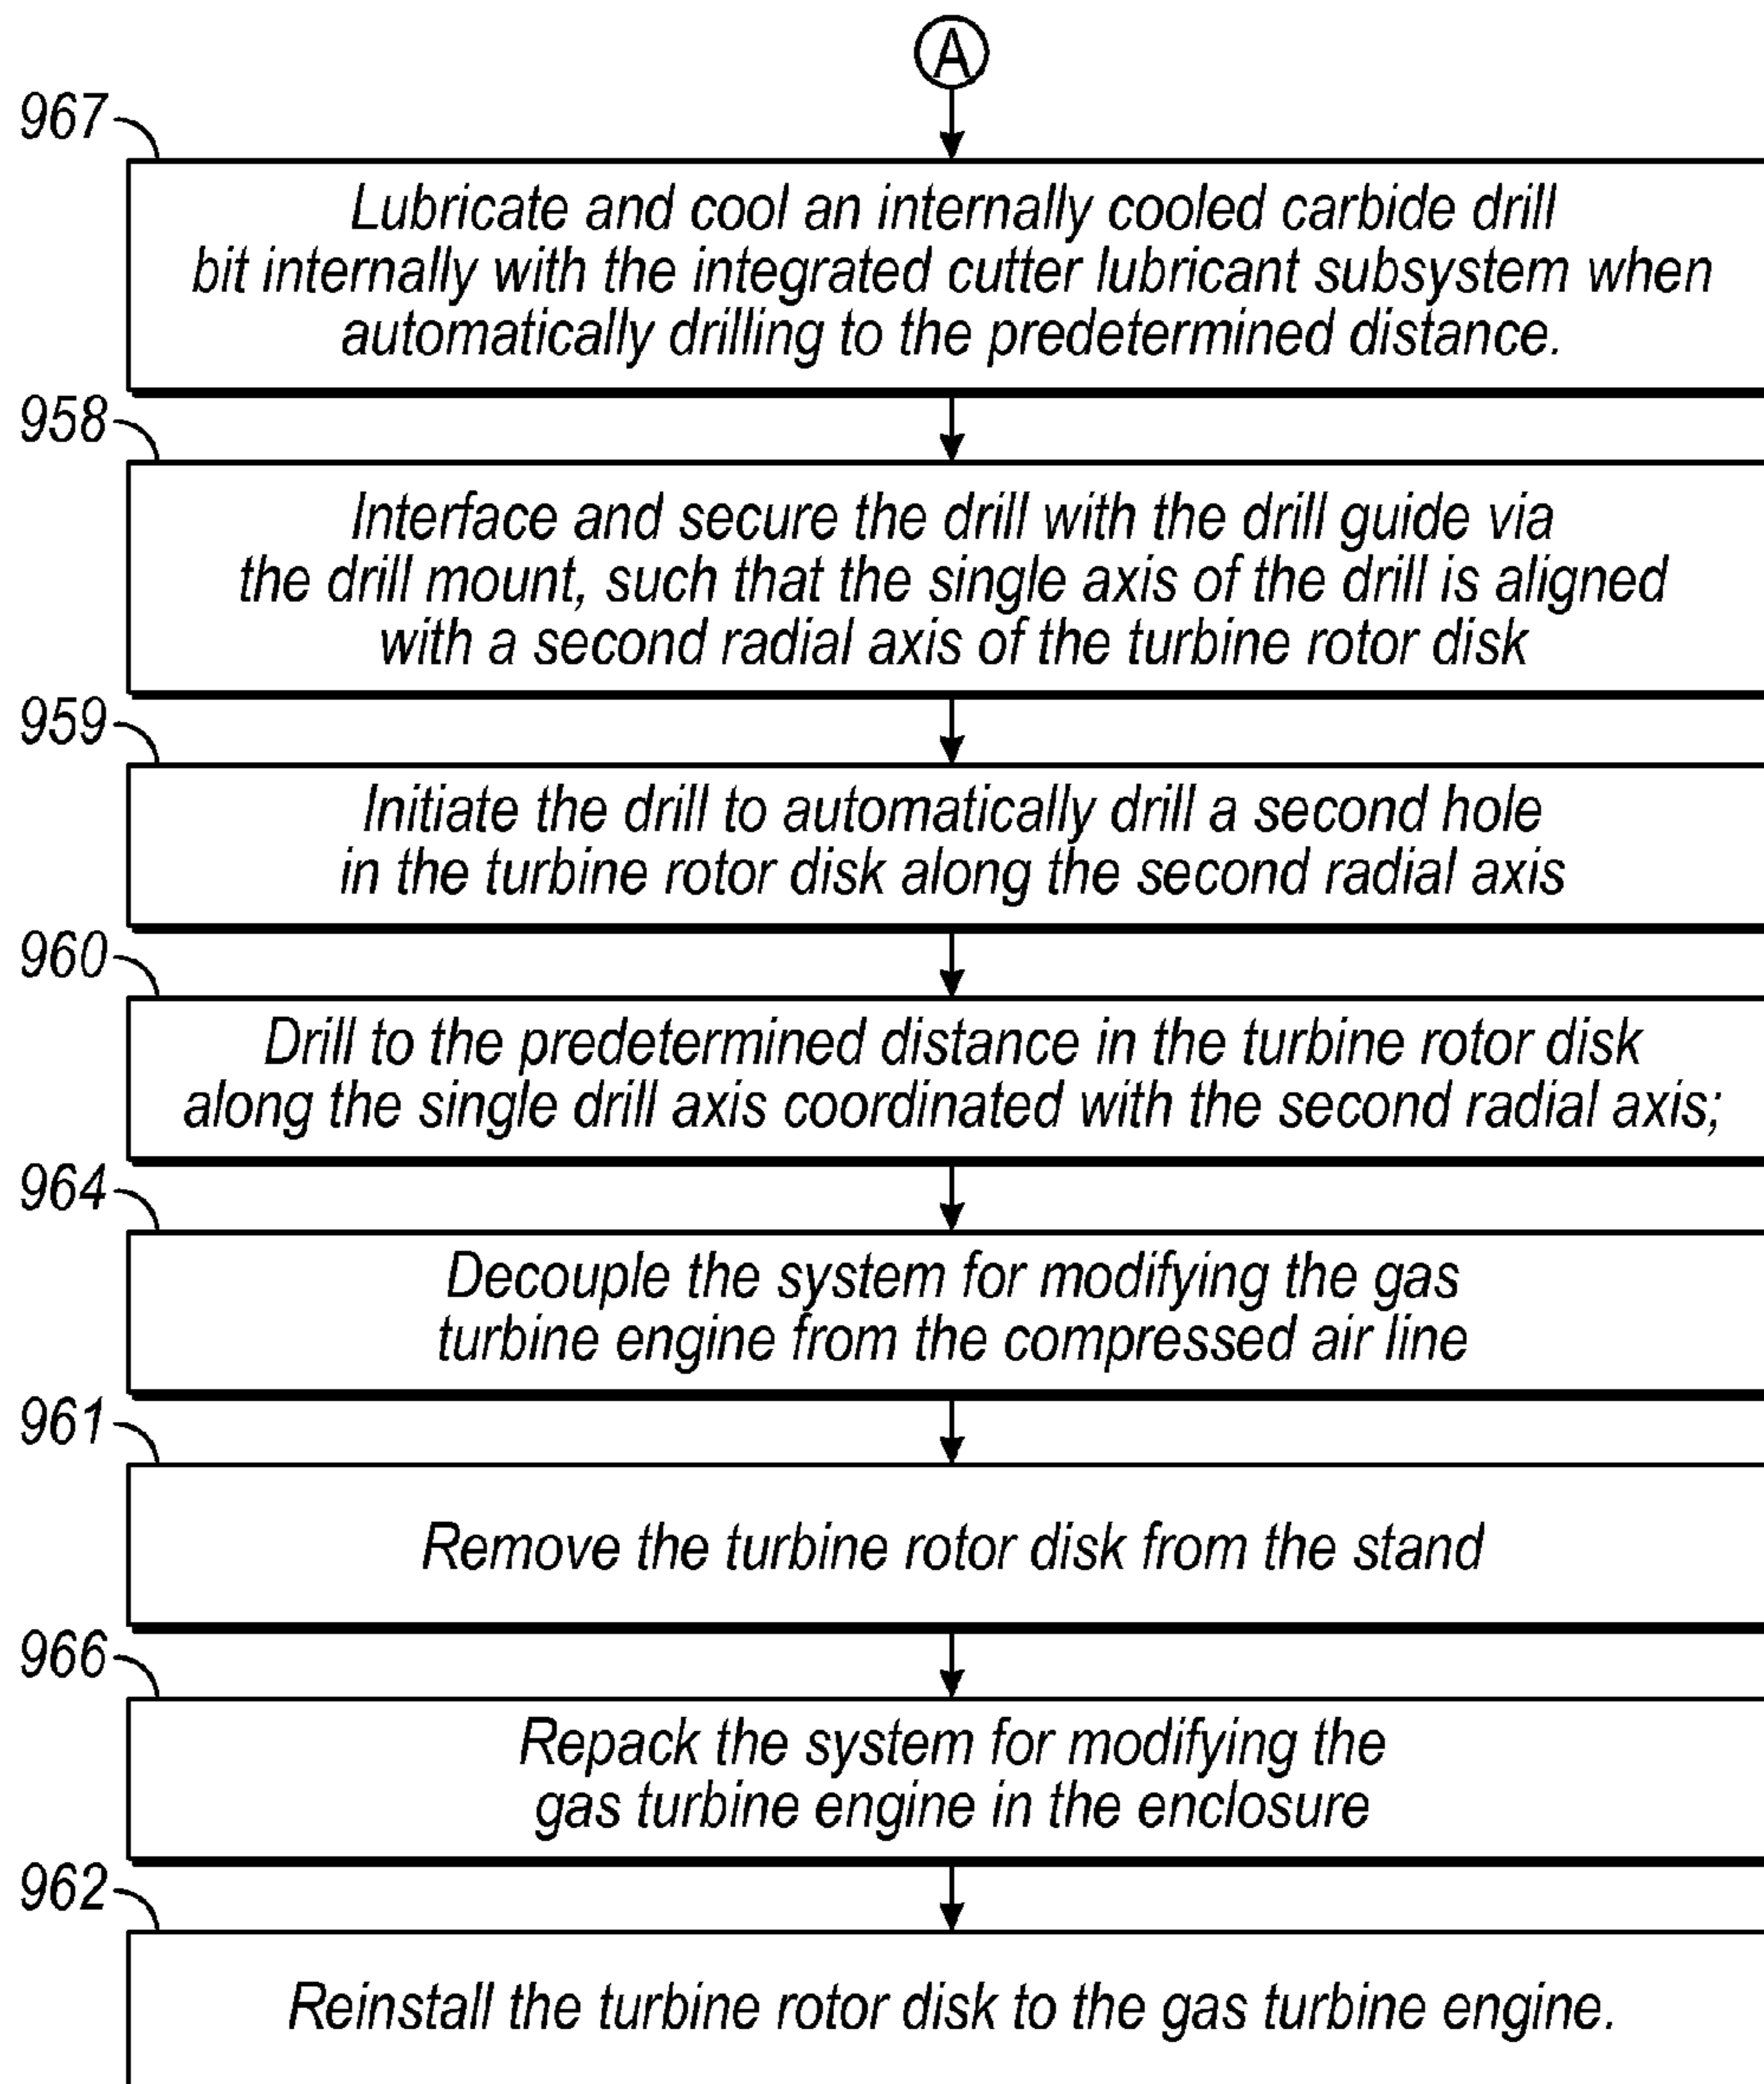 A
967
Lubricate and cool an internally cooled carbide drill
bit internally with the integrated cutter lubricant subsystem when
automatically drilling to the predetermined distance.
958
Interface and secure the drill with the drill guide via
the drill mount, such that the single axis of the drill is aligned
with a second radial axis of the turbine rotor disk
959
Initiate the drill to automatically drill a second hole
in the turbine rotor disk along the second radial axis
960
Drill to the predetermined distance in the turbine rotor disk
along the single drill axis coordinated with the second radial axis;
964
Decouple the system for modifying the gas
turbine engine from the compressed air line
961
Remove the turbine rotor disk from the stand
966
Repack the system for modifying the
gas turbine engine in the enclosure
962
Reinstall the turbine rotor disk to the gas turbine engine.